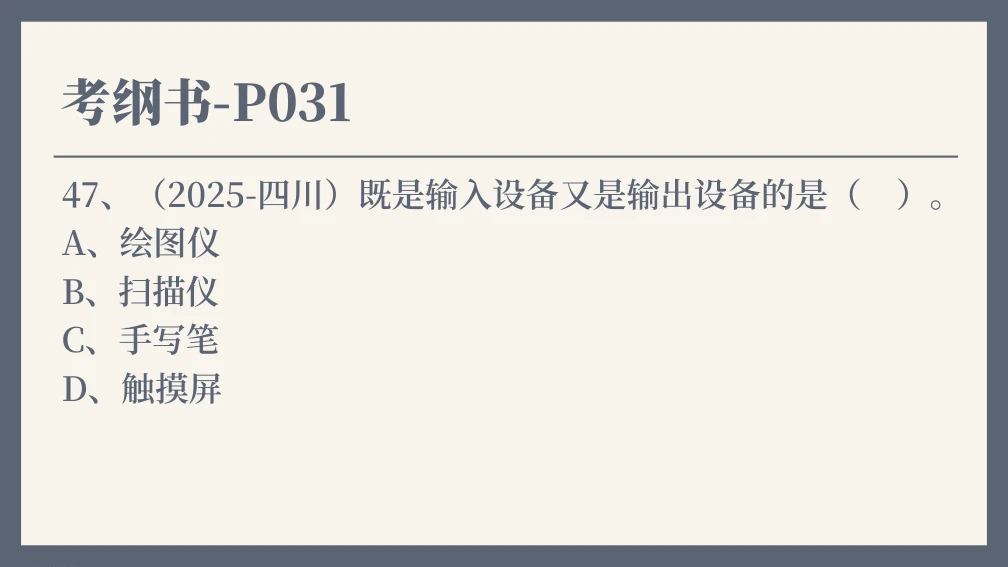 考纲书-P031
47、（2025-四川）既是输入设备又是输出设备的是（　）。
A、绘图仪
B、扫描仪
C、手写笔
D、触摸屏